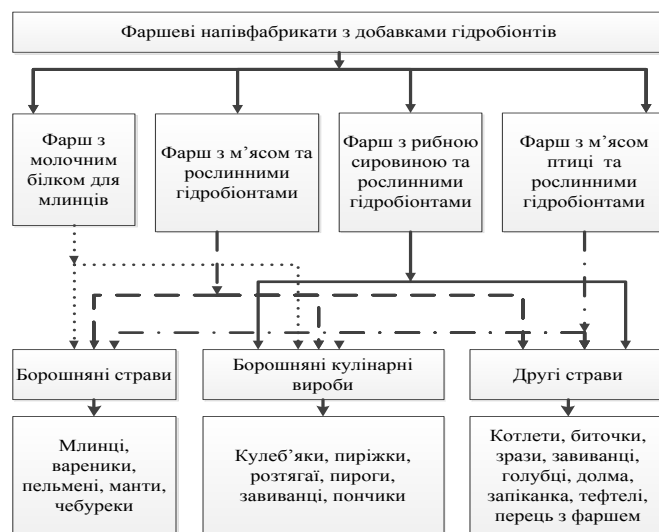 Фаршеві напівфабрикати з добавками гідробіонтів
Фарш з
молочним
білком для
млинців
Фарш з м’ясом та
рослинними
гідробіонтами
Фарш з рибною
сировиною та
рослинними
гідробіонтами
Фарш з м’ясом
птиці та
рослинними
гідробіонтами
Борошняні страви
Борошняні кулінарні
вироби
Другі страви
Млинці,
вареники,
пельмені, манти,
чебуреки
Кулеб’яки, пиріжки,
розтягаї, пироги,
завиванці, пончики
Котлети, биточки,
зрази, завиванці,
голубці, долма,
запіканка, тефтелі,
перець з фаршем